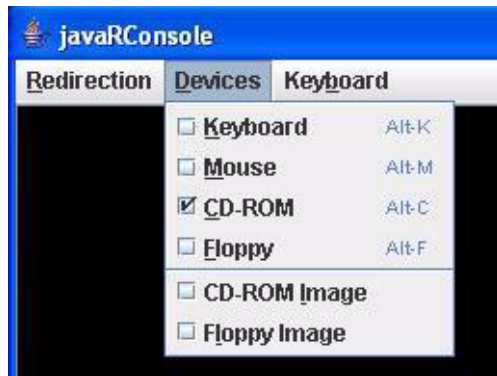 javaRConsole
Redirection Devices Keyboard
Keyboard Alt-K
Mouse Alt-M
CD-ROM Alt-C
Floppy Alt-F
CD-ROM Image
Floppy Image